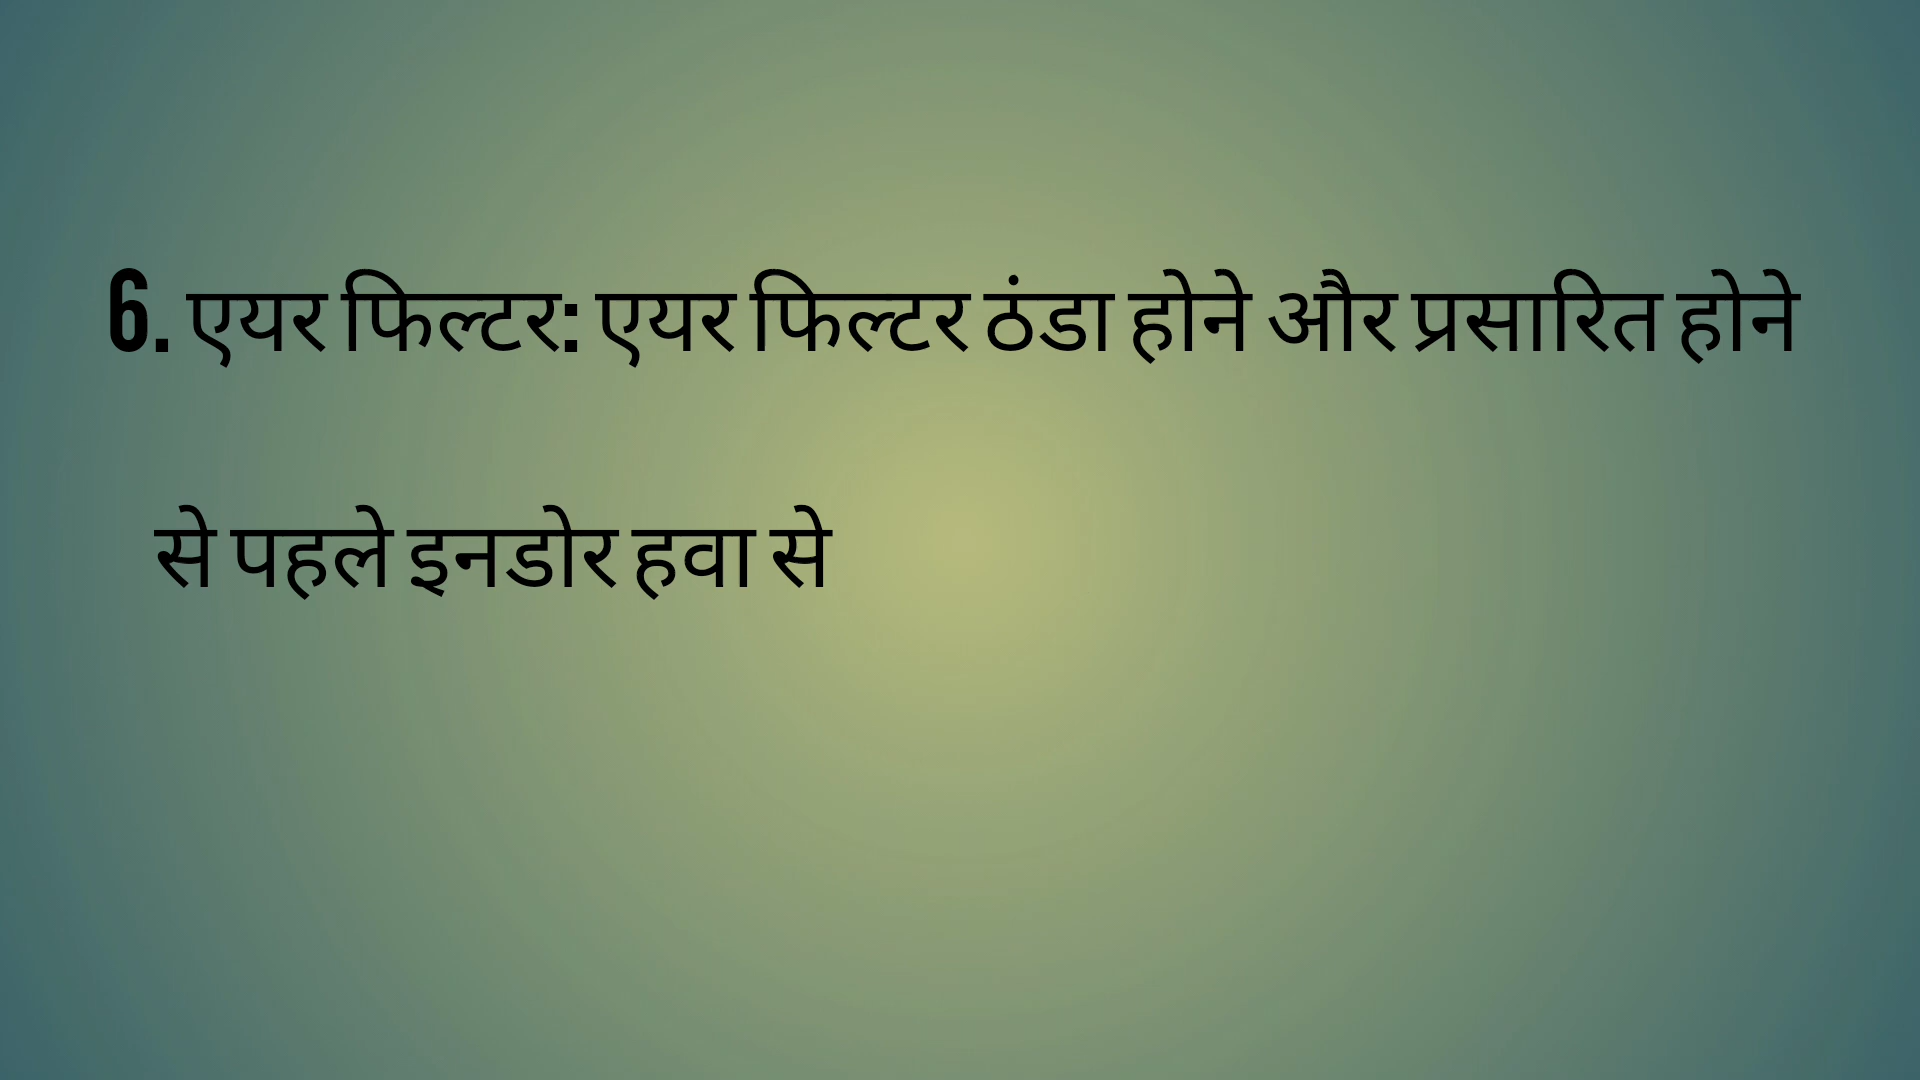 6. एयर फिल्टर: एयर फिल्टर ठंडा होने और प्रसारित होने
से पहले इनडोर हवा से